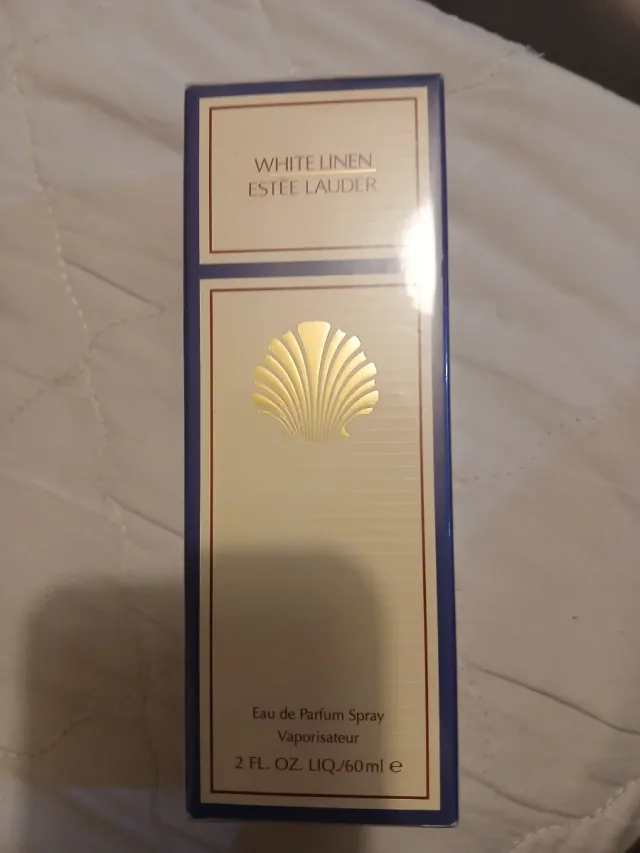 WHITE LINEN
ESTĒE LAUDER
Eau de Parfum Spray
Vaporisateur
2 FL. OZ. LIQ./60ml ℮